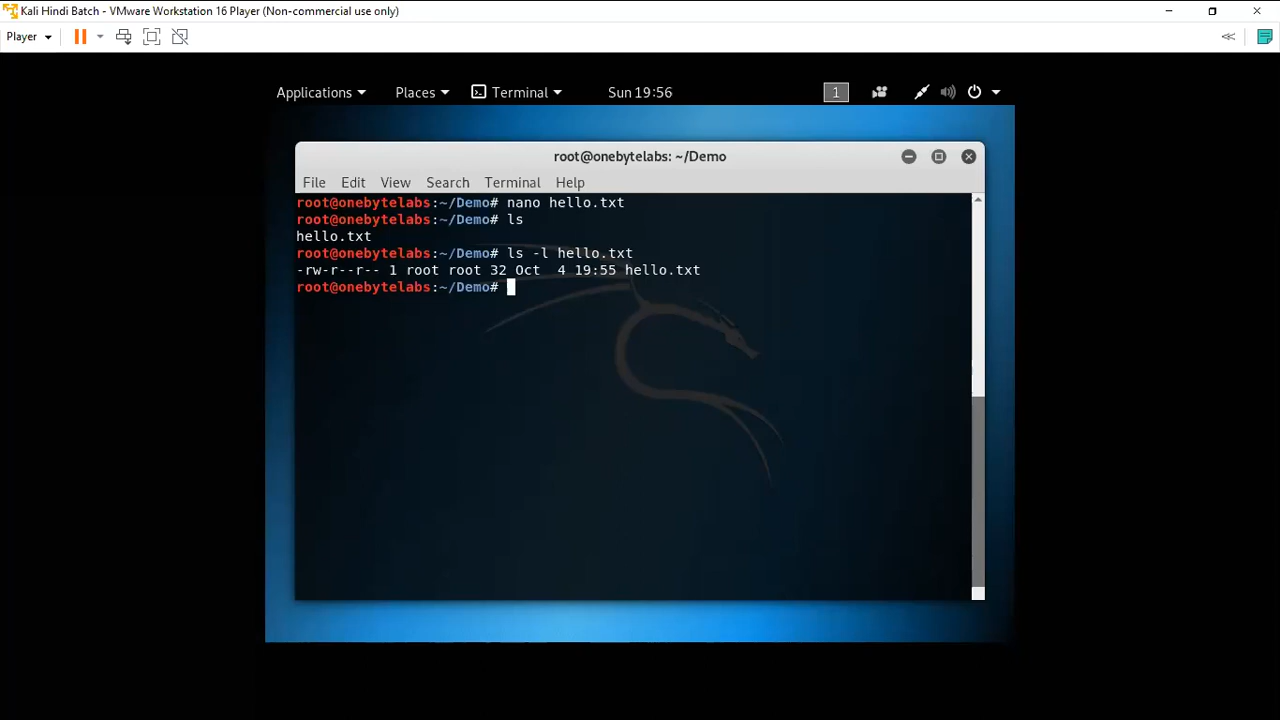 Kali Hindi Batch - VMware Workstation 16 Player (Non-commercial use only)
Player
Applications Places Terminal Sun 19:56 1
root@onebytelabs: ~/Demo
File Edit View Search Terminal Help
root@onebytelabs:~/Demo# nano hello.txt
root@onebytelabs:~/Demo# ls
hello.txt
root@onebytelabs:~/Demo# ls -l hello.txt
-rw-r--r-- 1 root root 32 Oct  4 19:55 hello.txt
root@onebytelabs:~/Demo#